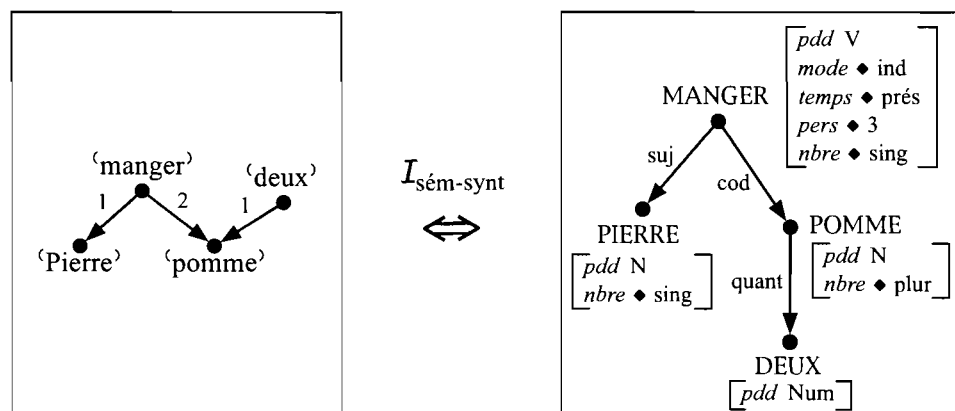 ‘manger’
‘deux’
1
2
1
‘Pierre’
‘pomme’
I sém-synt
⇔
pdd V
mode ◆ ind
temps ◆ prés
pers ◆ 3
nbre ◆ sing
MANGER
suj
cod
PIERRE
pdd N
nbre ◆ sing
POMME
pdd N
nbre ◆ plur
quant
DEUX
pdd Num